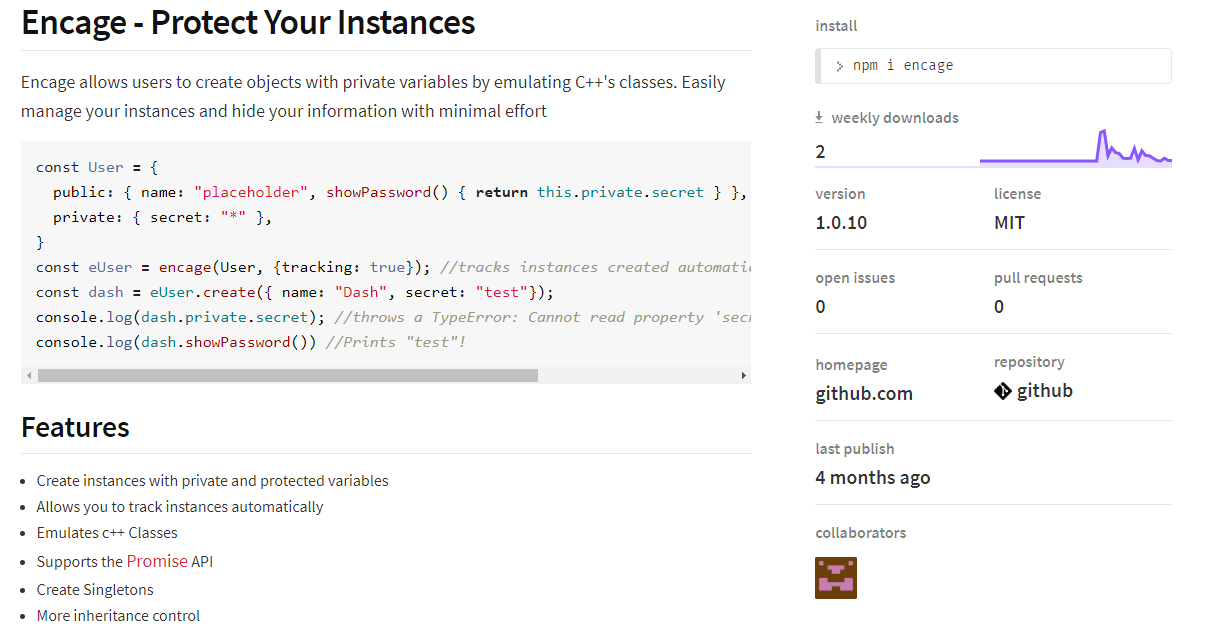 Encage - Protect Your Instances
Encage allows users to create objects with private variables by emulating C++'s classes. Easily
manage your instances and hide your information with minimal effort
const User = {
  public: { name: "placeholder", showPassword() { return this.private.secret } },
  private: { secret: "*" },
}
const eUser = encage(User, {tracking: true}); //tracks instances created automatic
const dash = eUser.create({ name: "Dash", secret: "test"});
console.log(dash.private.secret); //throws a TypeError: Cannot read property 'secr
console.log(dash.showPassword()) //Prints "test"!
Features
Create instances with private and protected variables
Allows you to track instances automatically
Emulates c++ Classes
Supports the Promise API
Create Singletons
More inheritance control
install
> npm i encage
weekly downloads
2
version
license
1.0.10
MIT
open issues
pull requests
0
0
homepage
repository
github.com
github
last publish
4 months ago
collaborators